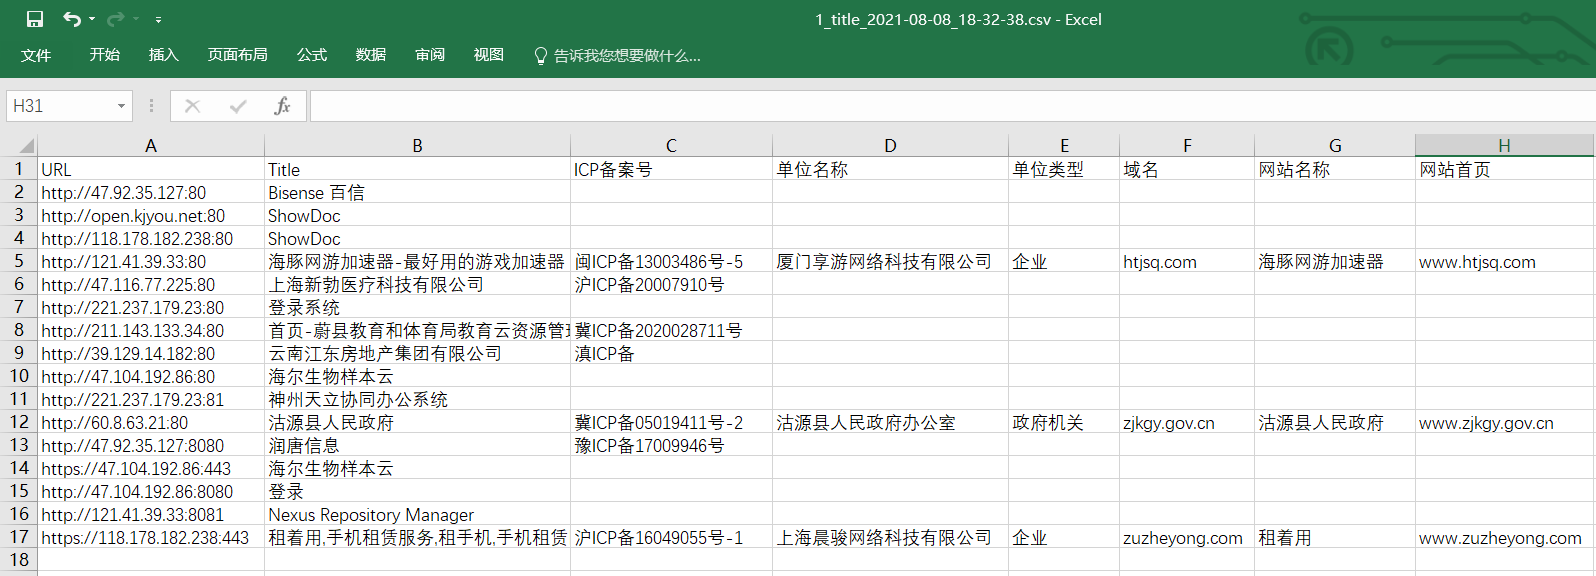 1_title_2021-08-08_18-32-38.csv - Excel
文件 开始 插入 页面布局 公式 数据 审阅 视图 告诉我您想要做什么...
H31 fx
A B C D E F G H
1 URL Title ICP备案号 单位名称 单位类型 域名 网站名称 网站首页
2 http://47.92.35.127:80 Bisense 百信
3 http://open.kjyou.net:80 ShowDoc
4 http://118.178.182.238:80 ShowDoc
5 http://121.41.39.33:80 海豚网游加速器-最好用的游戏加速器 闽ICP备13003486号-5 厦门享游网络科技有限公司 企业 htjsq.com 海豚网游加速器 www.htjsq.com
6 http://47.116.77.225:80 上海新勃医疗科技有限公司 沪ICP备20007910号
7 http://221.237.179.23:80 登录系统
8 http://211.143.133.34:80 首页-蔚县教育和体育局教育云资源管 冀ICP备2020028711号
9 http://39.129.14.182:80 云南江东房地产集团有限公司 滇ICP备
10 http://47.104.192.86:80 海尔生物样本云
11 http://221.237.179.23:81 神州天立协同办公系统
12 http://60.8.63.21:80 沽源县人民政府 冀ICP备05019411号-2 沽源县人民政府办公室 政府机关 zjkgy.gov.cn 沽源县人民政府 www.zjkgy.gov.cn
13 http://47.92.35.127:8080 润唐信息 豫ICP备17009946号
14 https://47.104.192.86:443 海尔生物样本云
15 http://47.104.192.86:8080 登录
16 http://121.41.39.33:8081 Nexus Repository Manager
17 https://118.178.182.238:443 租着用,手机租赁服务,租手机,手机租赁 沪ICP备16049055号-1 上海晨骏网络科技有限公司 企业 zuzheyong.com 租着用 www.zuzheyong.com
18